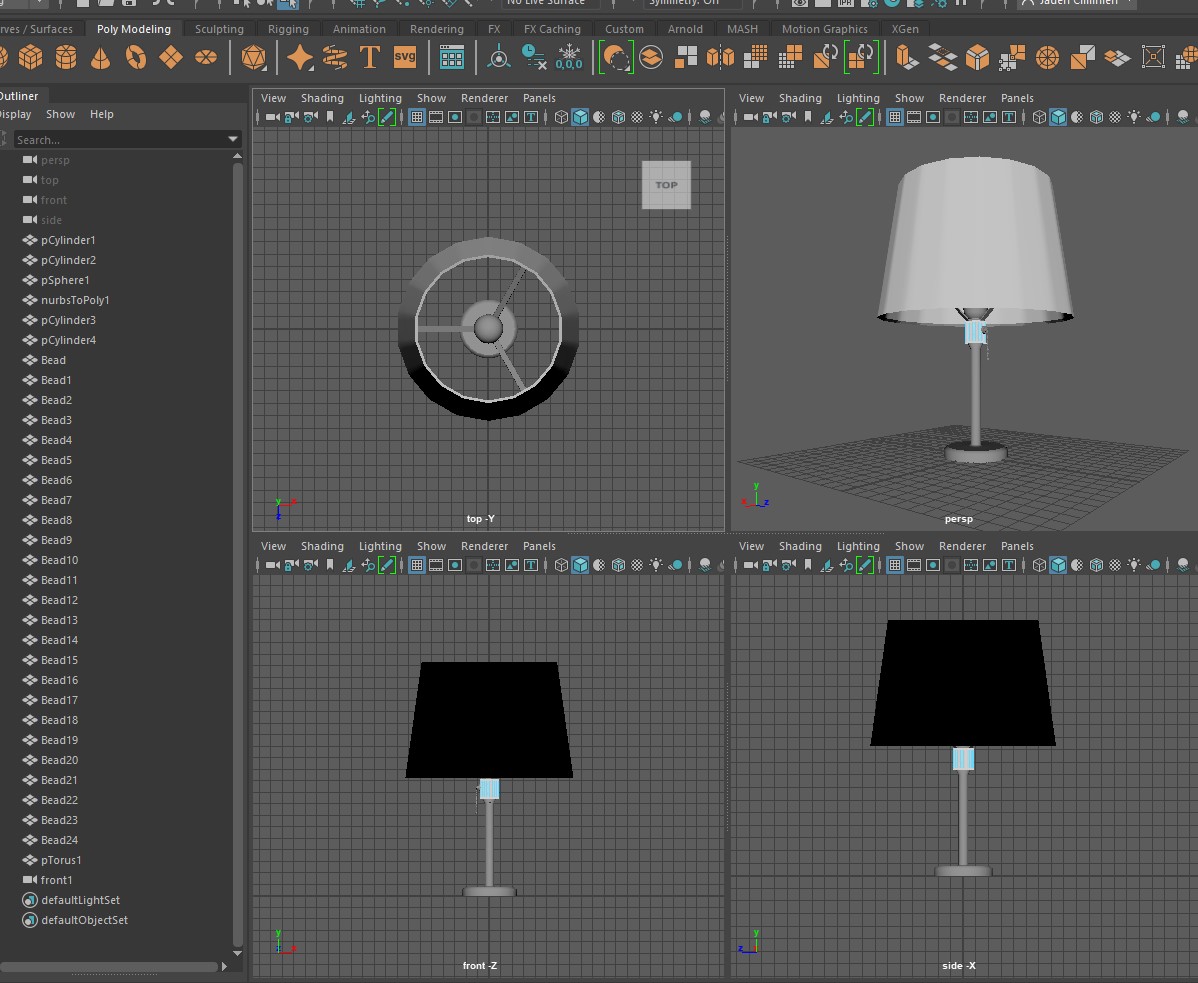 No Live Surface
Symmetry: Off
rves / Surfaces Poly Modeling Sculpting Rigging Animation Rendering FX FX Caching Custom Arnold MASH Motion Graphics XGen
T SVG 0,0,0
Outliner
isplay Show Help
Search...
persp
top
front
side
pCylinder1
pCylinder2
pSphere1
nurbsToPoly1
pCylinder3
pCylinder4
Bead
Bead1
Bead2
Bead3
Bead4
Bead5
Bead6
Bead7
Bead8
Bead9
Bead10
Bead11
Bead12
Bead13
Bead14
Bead15
Bead16
Bead17
Bead18
Bead19
Bead20
Bead21
Bead22
Bead23
Bead24
pTorus1
front1
defaultLightSet
defaultObjectSet
View Shading Lighting Show Renderer Panels
TOP
y x
z
top -Y
View Shading Lighting Show Renderer Panels
y
x z
persp
View Shading Lighting Show Renderer Panels
y
z x
front -Z
View Shading Lighting Show Renderer Panels
y
z
side -X